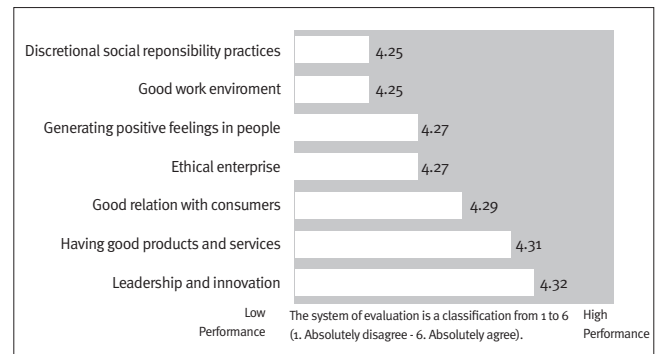 Discretional social reponsibility practices 4.25
Good work enviroment 4.25
Generating positive feelings in people 4.27
Ethical enterprise 4.27
Good relation with consumers 4.29
Having good products and services 4.31
Leadership and innovation 4.32
Low Performance
The system of evaluation is a classification from 1 to 6
(1. Absolutely disagree - 6. Absolutely agree).
High Performance